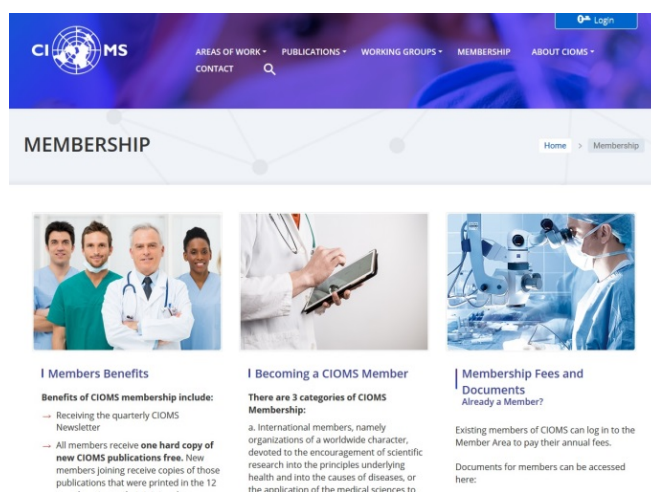 Login
CI MS
AREAS OF WORK PUBLICATIONS WORKING GROUPS MEMBERSHIP ABOUT CIOMS
CONTACT
MEMBERSHIP
Home > Membership
Members Benefits
Benefits of CIOMS membership include:
→ Receiving the quarterly CIOMS
Newsletter
→ All members receive one hard copy of
new CIOMS publications free. New
members joining receive copies of those
publications that were printed in the 12
Becoming a CIOMS Member
There are 3 categories of CIOMS
Membership:
a. International members, namely
organizations of a worldwide character,
devoted to the encouragement of scientific
research into the principles underlying
health and into the causes of diseases, or
the application of the medical sciences to
Membership Fees and
Documents
Already a Member?
Existing members of CIOMS can log in to the
Member Area to pay their annual fees.
Documents for members can be accessed
here: